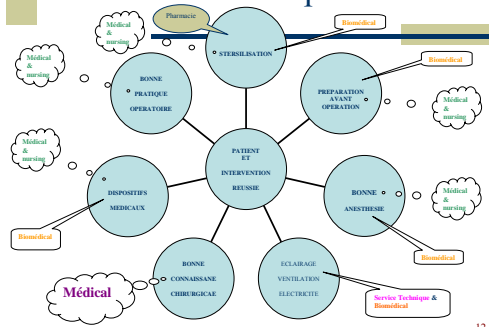 Pharmacie
Biomédical
Médical
&
nursing
STERSILISATION
Médical
&
nursing
Biomédical
BONNE
PRATIQUE
OPERATOIRE
PREPARATION
AVANT
OPERATION
Médical
&
nursing
Médical
&
nursing
PATIENT
ET
INTERVENTION
REUSSIE
DISPOSITIFS
MEDICAUX
BONNE
ANESTHESIE
Médical
&
nursing
Biomédical
Biomédical
BONNE
CONNAISSANE
CHIRURGICAE
ECLAIRAGE
VENTILATION
ELECTRICITE
Médical
Service Technique &
Biomédical
12